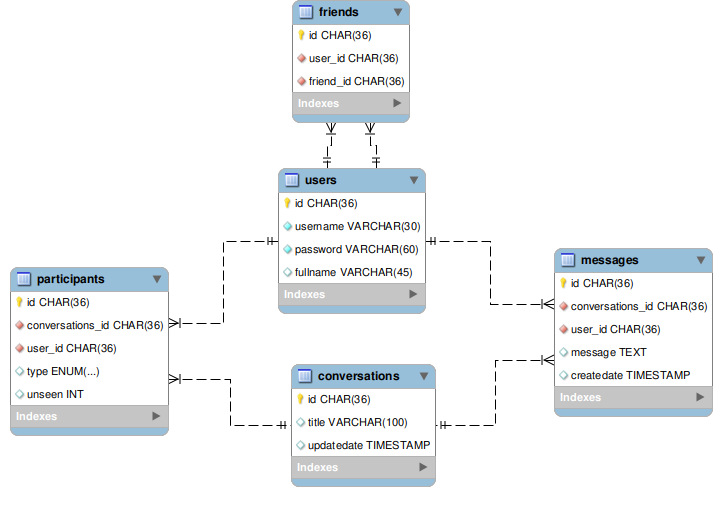 friends
id CHAR(36)
user_id CHAR(36)
friend_id CHAR(36)
Indexes
users
id CHAR(36)
username VARCHAR(30)
password VARCHAR(60)
fullname VARCHAR(45)
Indexes
participants
id CHAR(36)
conversations_id CHAR(36)
user_id CHAR(36)
type ENUM(...)
unseen INT
Indexes
conversations
id CHAR(36)
title VARCHAR(100)
updatedate TIMESTAMP
Indexes
messages
id CHAR(36)
conversations_id CHAR(36)
user_id CHAR(36)
message TEXT
createdate TIMESTAMP
Indexes